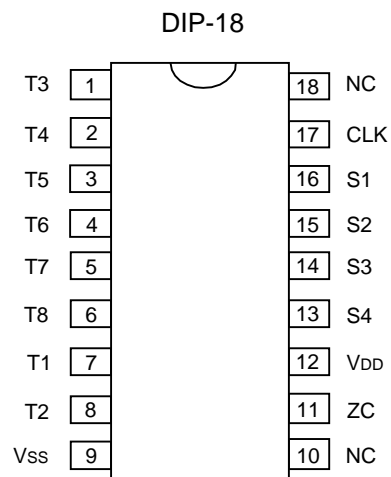 DIP-18
T3 1 18 NC
T4 2 17 CLK
T5 3 16 S1
T6 4 15 S2
T7 5 14 S3
T8 6 13 S4
T1 7 12 VDD
T2 8 11 ZC
VSS 9 10 NC